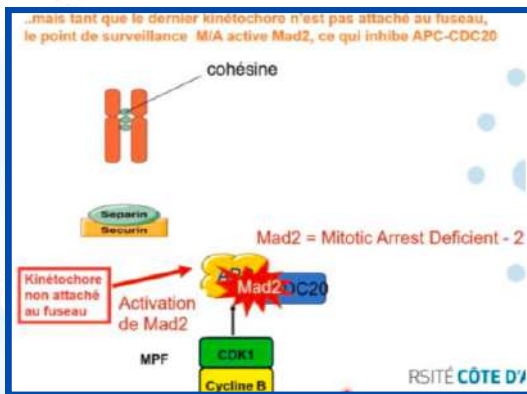 ..mais tant que le dernier kinétochore n'est pas attaché au fuseau,
le point de surveillance M/A active Mad2, ce qui inhibe APC-CDC20
cohésine
Separin
Securin
Mad2 = Mitotic Arrest Deficient - 2
Kinétochore
non attaché
au fuseau
Activation
de Mad2
AP
Mad2
DC20
MPF
CDK1
Cycline B
RSITÉ CÔTE D'A